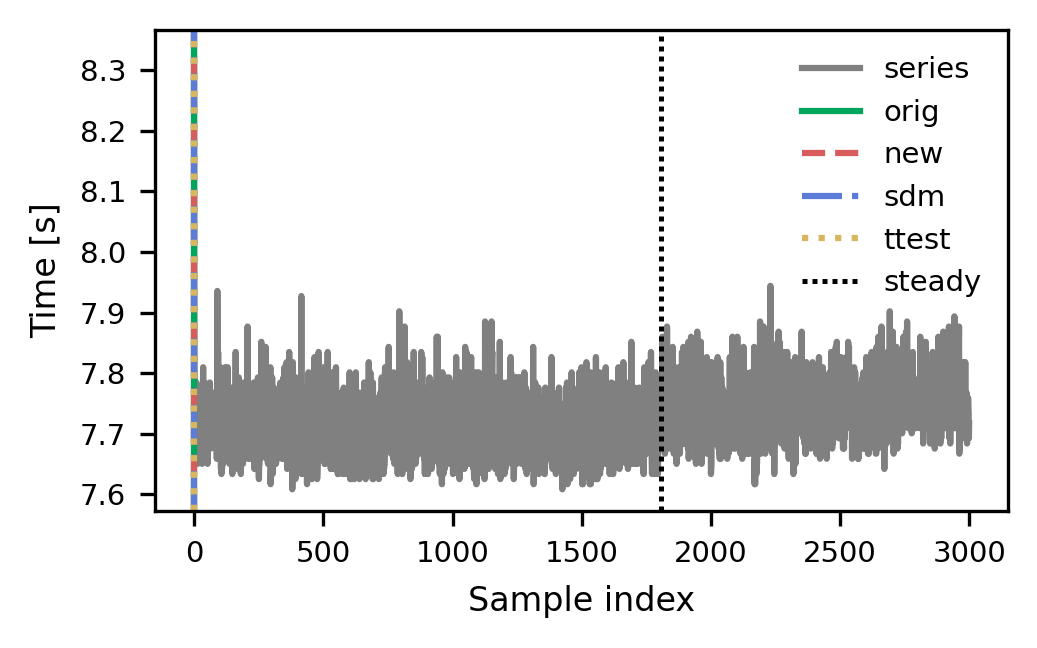 8.3
8.2
8.1
8.0
7.9
7.8
7.7
7.6
Time [s]
series
orig
new
sdm
ttest
steady
0 500 1000 1500 2000 2500 3000
Sample index